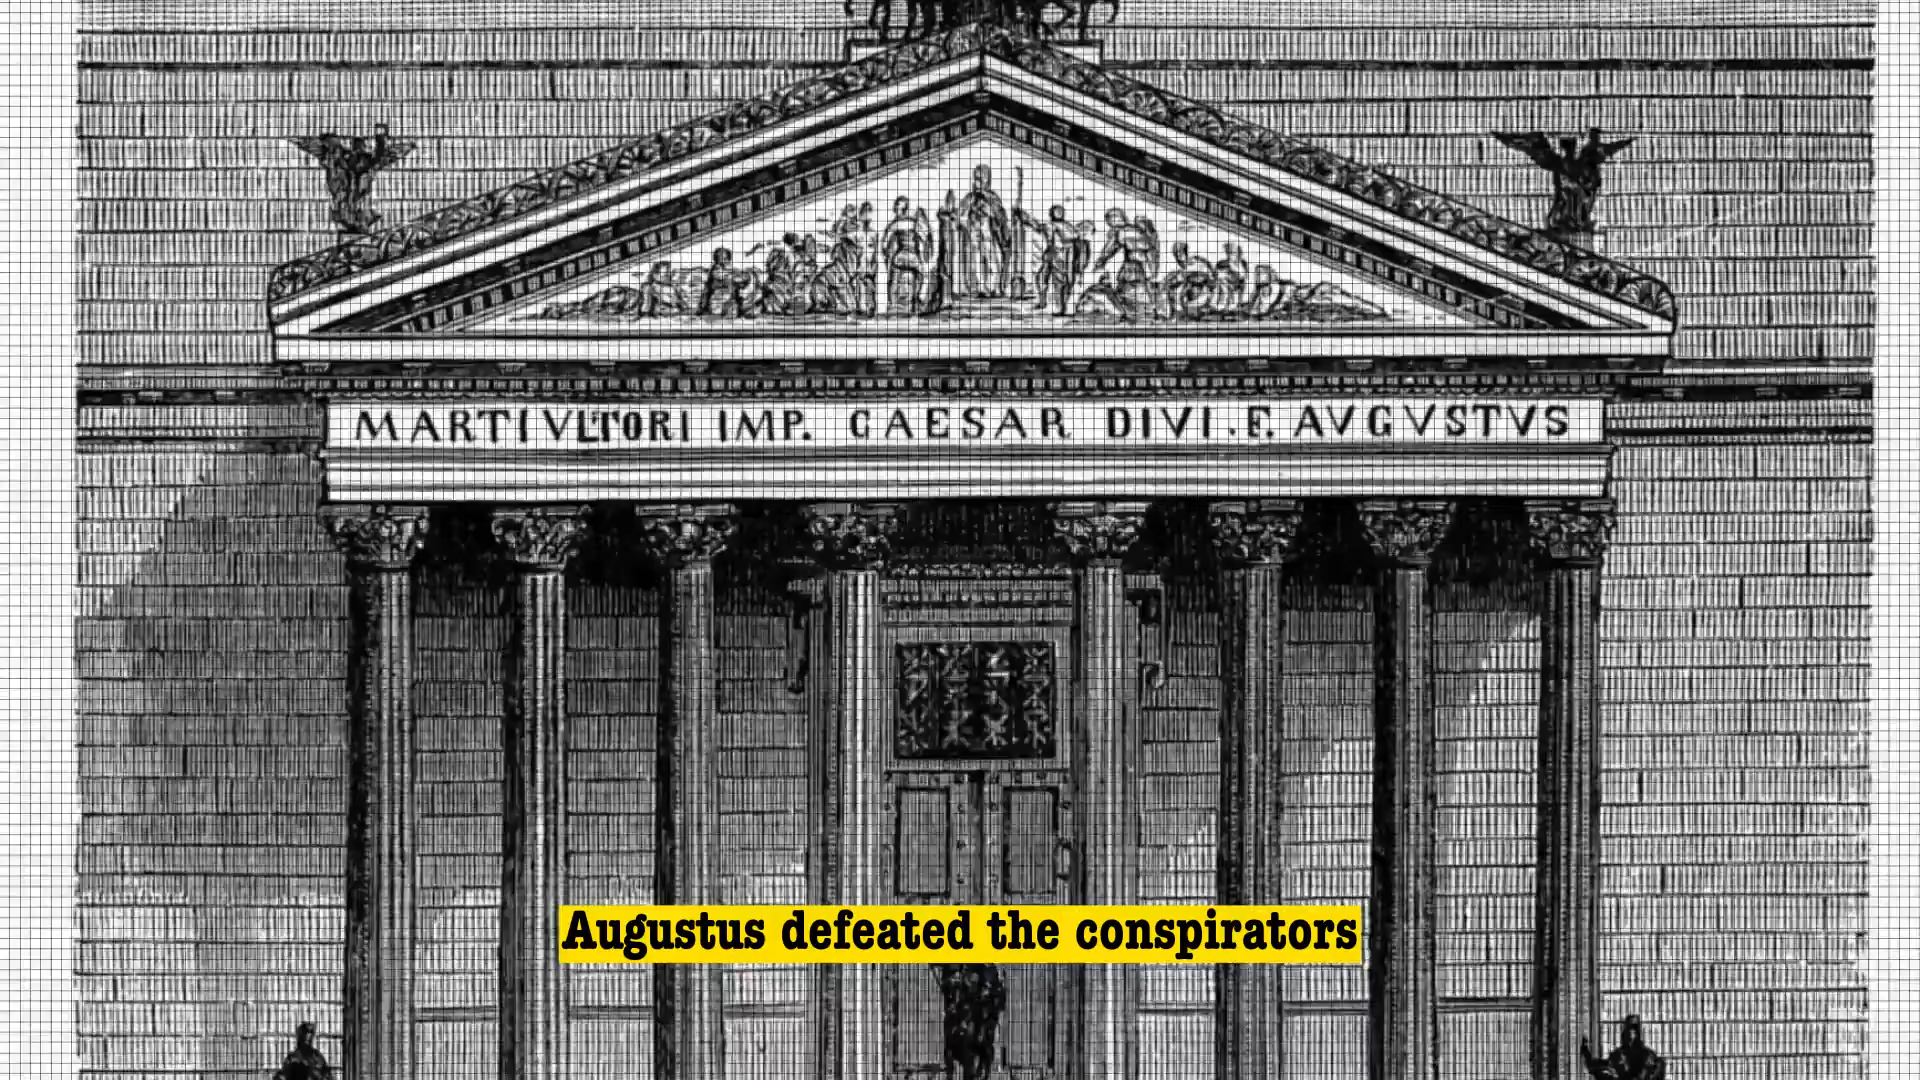 MARTI VLTORI IMP. CAESAR DIVI.F. AVGVSTVS
Augustus defeated the conspirators